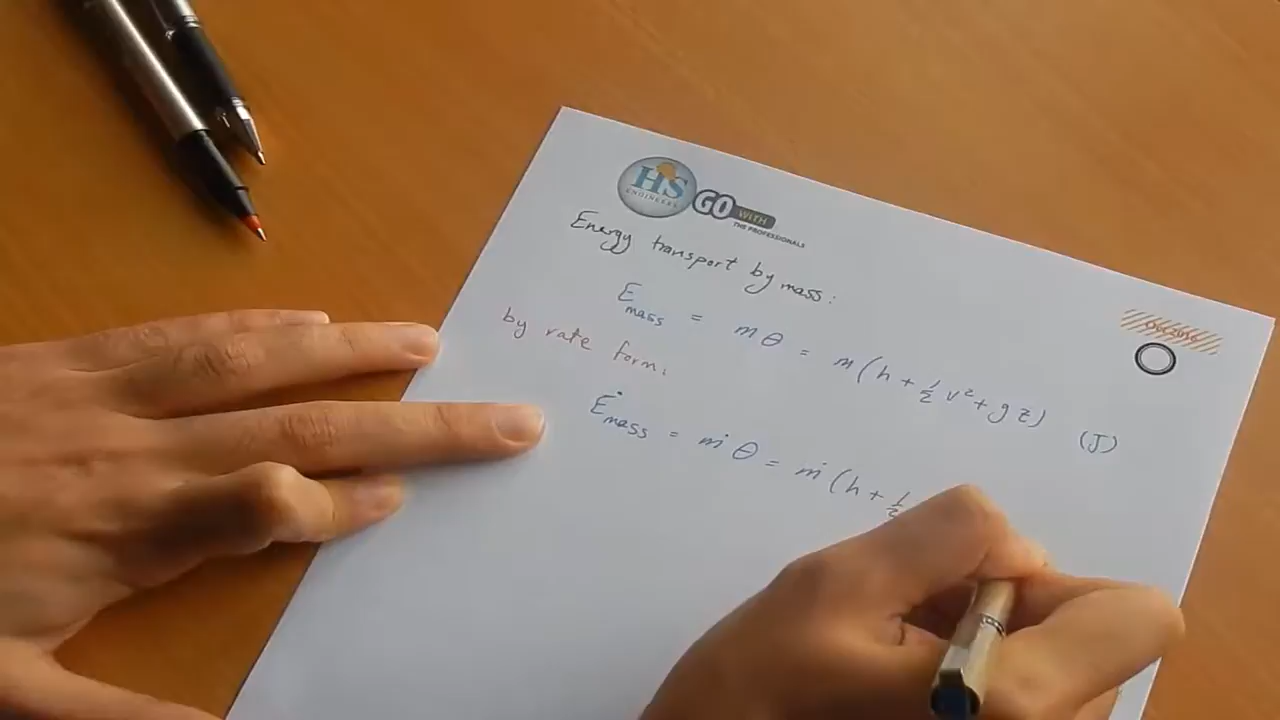 HS
ENGINEERS
GO WITH
THE PROFESSIONALS
Energy transport by mass:
E mass = mθ = m(h + 1/2 v² + gz) (J)
by rate form:
Ė mass = ṁθ = ṁ(h + 1/2